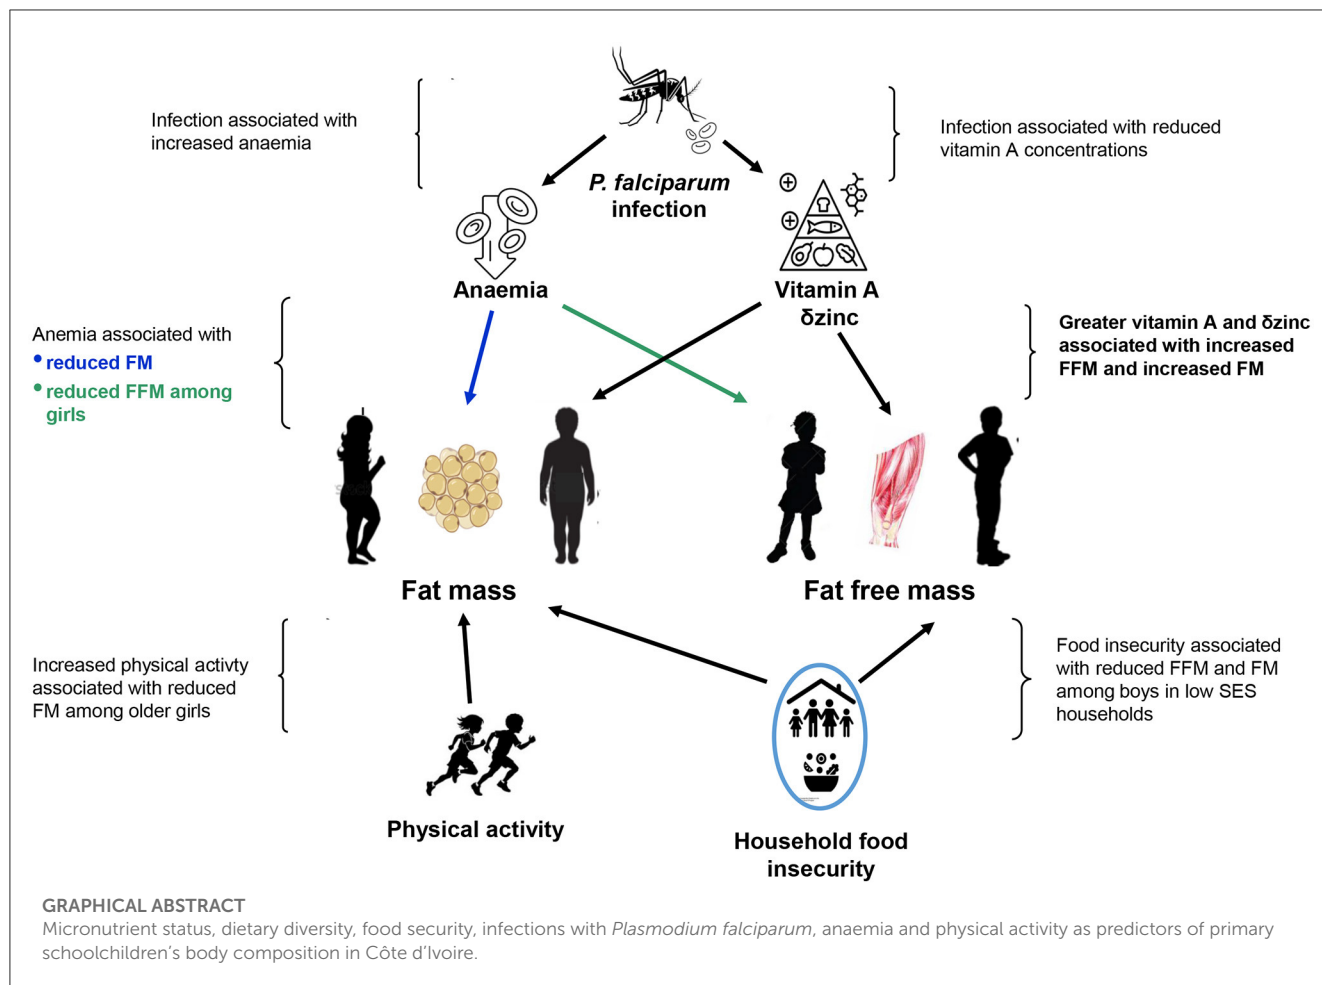 Infection associated with
increased anaemia
P. falciparum
infection
Infection associated with reduced
vitamin A concentrations
Anaemia
Vitamin A
δzinc
Anemia associated with
• reduced FM
• reduced FFM among
girls
Greater vitamin A and δzinc
associated with increased
FFM and increased FM
Fat mass
Fat free mass
Increased physical activty
associated with reduced
FM among older girls
Food insecurity associated
with reduced FFM and FM
among boys in low SES
households
Physical activity
Household food
insecurity
GRAPHICAL ABSTRACT
Micronutrient status, dietary diversity, food security, infections with Plasmodium falciparum, anaemia and physical activity as predictors of primary
schoolchildren's body composition in Côte d'Ivoire.